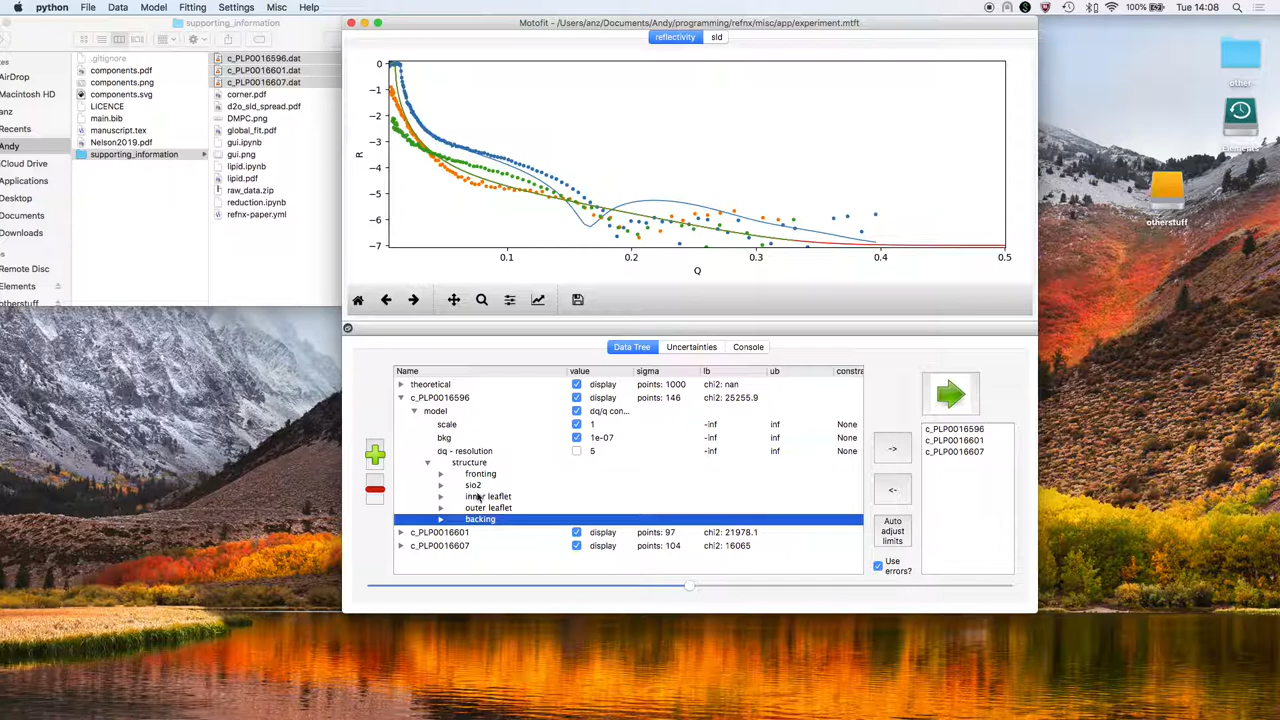 python File Data Model Fitting Settings Misc Help 100% Tue 14:08
supporting_information
Motofit - /Users/anz/Documents/Andy/programming/refnx/misc/app/experiment.mtft
reflectivity sld
AirDrop
Macintosh HD
anz
Recents
Andy
iCloud Drive
Applications
Desktop
Documents
Downloads
Remote Disc
Elements
otherstuff
.gitignore
components.pdf
components.png
components.svg
LICENCE
main.bib
manuscript.tex
Nelson2019.pdf
supporting_information
c_PLP0016596.dat
c_PLP0016601.dat
c_PLP0016607.dat
corner.pdf
d2o_sld_spread.pdf
DMPC.png
global_fit.pdf
gui.ipynb
gui.png
lipid.ipynb
lipid.pdf
raw_data.zip
reduction.ipynb
refnx-paper.yml
0
−1
−2
−3
−4
−5
−6
−7
R
0.1 0.2 0.3 0.4 0.5
Q
other
Elements
otherstuff
Data Tree Uncertainties Console
Name value sigma lb ub constra
theoretical display points: 1000 chi2: nan
c_PLP0016596 display points: 146 chi2: 25255.9
model dq/q con...
scale 1 -inf inf None
bkg 1e-07 -inf inf None
dq - resolution 5 -inf inf None
structure
fronting
sio2
inner leaflet
outer leaflet
backing
c_PLP0016601 display points: 97 chi2: 21978.1
c_PLP0016607 display points: 104 chi2: 16065
->
<-
Auto
adjust
limits
Use
errors?
c_PLP0016596
c_PLP0016601
c_PLP0016607